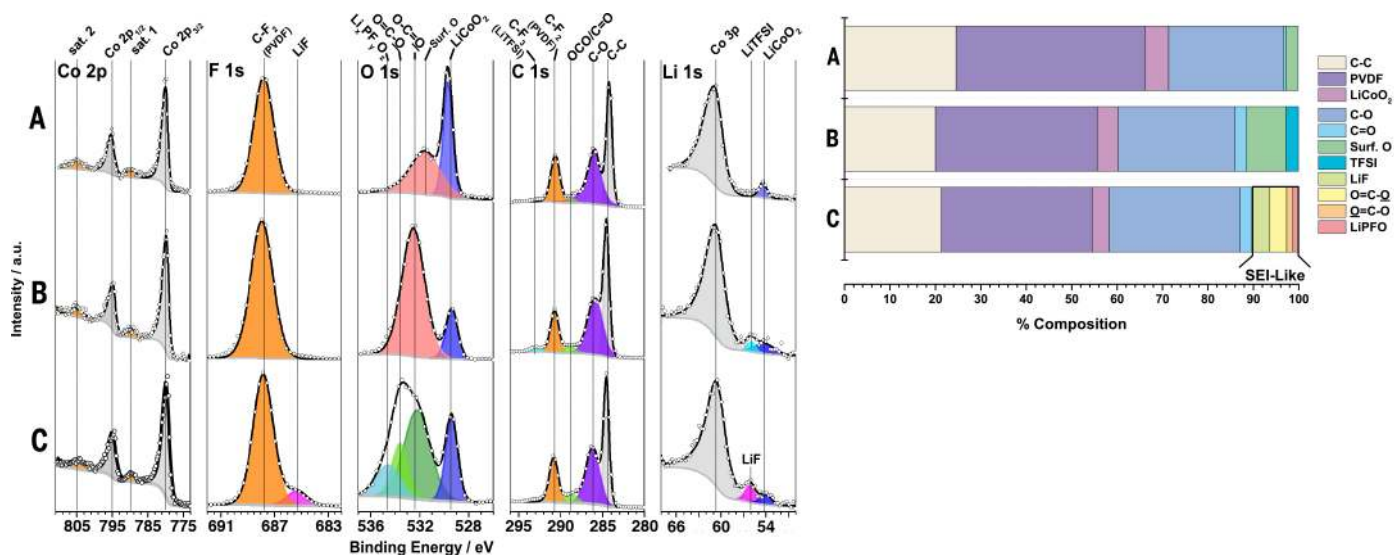 sat. 2
Co 2p1/2
sat. 1
Co 2p3/2
C-F2
(PVDF)
LiF
LixPFyOz
O=C-O
O-C=O
Surf. O
LiCoO2
C-F3
(LiTFSI)
C-F2
(PVDF)
OCO/C=O
C-O
C-C
Co 3p
LiTFSI
LiCoO2
Co 2p
F 1s
O 1s
C 1s
Li 1s
A
B
C
LiF
Intensity / a.u.
805 795 785 775
691 687 683
536 532 528
295 290 285 280
66 60 54
Binding Energy / eV
A
B
C
SEI-Like
0 10 20 30 40 50 60 70 80 90 100
% Composition
C-C
PVDF
LiCoO2
C-O
C=O
Surf. O
TFSI
LiF
O=C-O
O=C-O
LiPFO